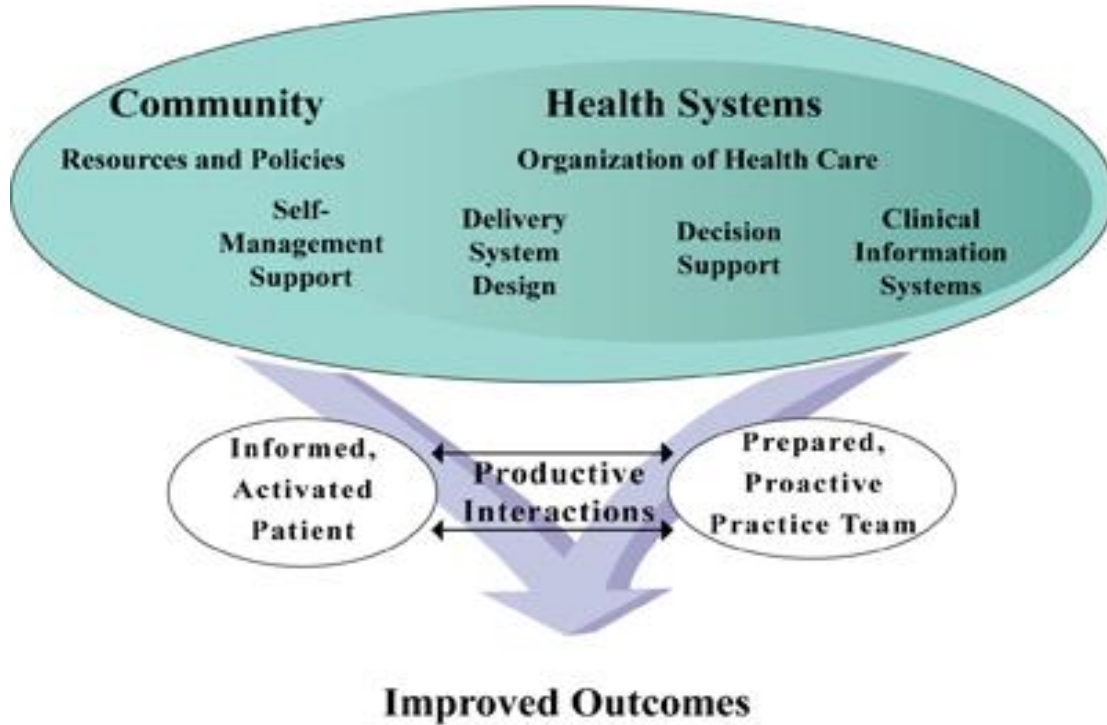 Community
Resources and Policies
Health Systems
Organization of Health Care
Self-
Management
Support
Delivery
System
Design
Decision
Support
Clinical
Information
Systems
Informed,
Activated
Patient
Productive
Interactions
Prepared,
Proactive
Practice Team
Improved Outcomes